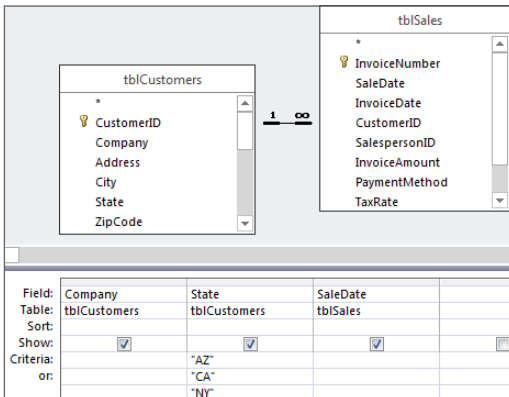 tblCustomers
*
CustomerID
Company
Address
City
State
ZipCode
1 ∞
tblSales
*
InvoiceNumber
SaleDate
InvoiceDate
CustomerID
SalespersonID
InvoiceAmount
PaymentMethod
TaxRate
Field: Company State SaleDate
Table: tblCustomers tblCustomers tblSales
Sort:
Show:
Criteria: "AZ"
or: "CA"
"NY"